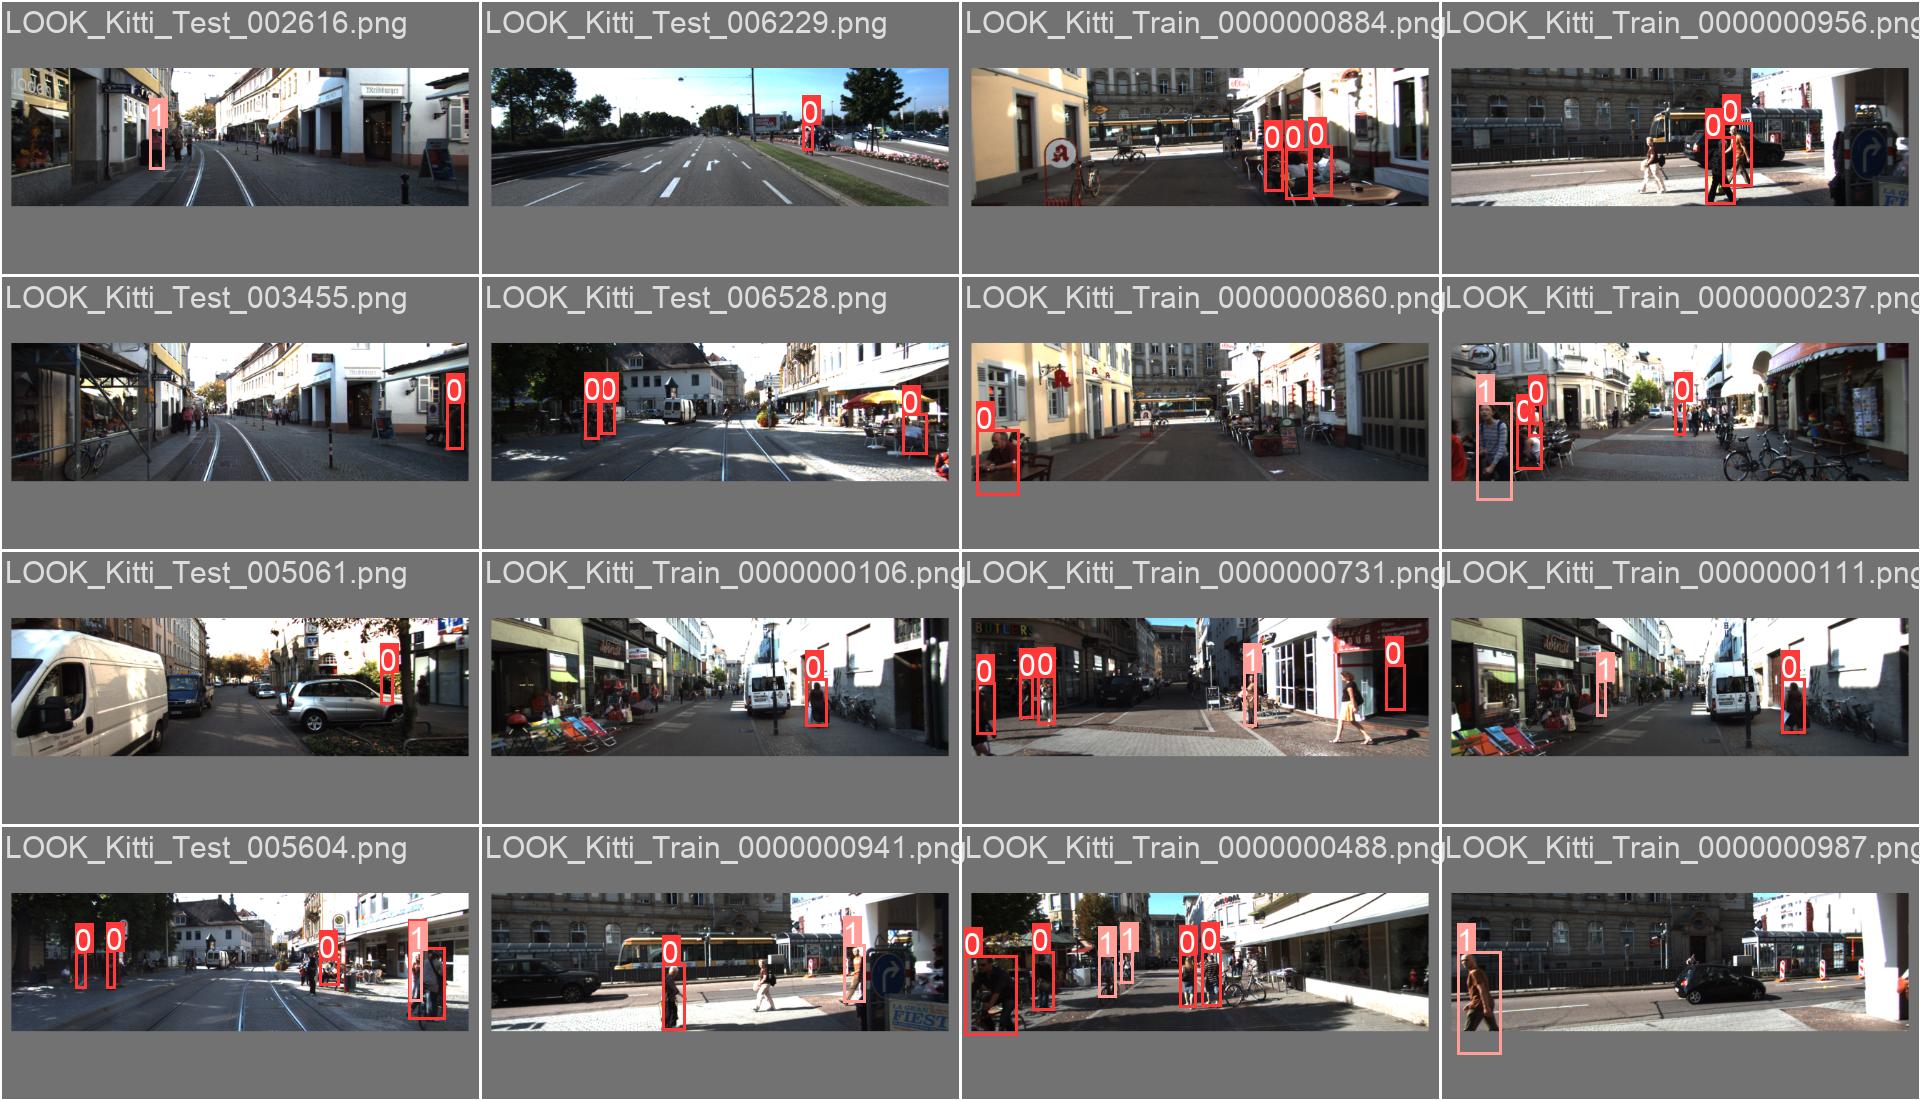 LOOK_Kitti_Test_002616.png
LOOK_Kitti_Test_006229.png
LOOK_Kitti_Train_0000000884.png
LOOK_Kitti_Train_0000000956.png
1
0
0
0
0
0
0
LOOK_Kitti_Test_003455.png
LOOK_Kitti_Test_006528.png
LOOK_Kitti_Train_0000000860.png
LOOK_Kitti_Train_0000000237.png
0
0
0
0
0
1
0
0
0
LOOK_Kitti_Test_005061.png
LOOK_Kitti_Train_0000000106.png
LOOK_Kitti_Train_0000000731.png
LOOK_Kitti_Train_0000000111.png
0
0
BUTLERS
0
0
0
1
0
1
0
LOOK_Kitti_Test_005604.png
LOOK_Kitti_Train_0000000941.png
LOOK_Kitti_Train_0000000488.png
LOOK_Kitti_Train_0000000987.png
0
0
0
1
0
1
FIEST
0
0
1
1
0
0
1